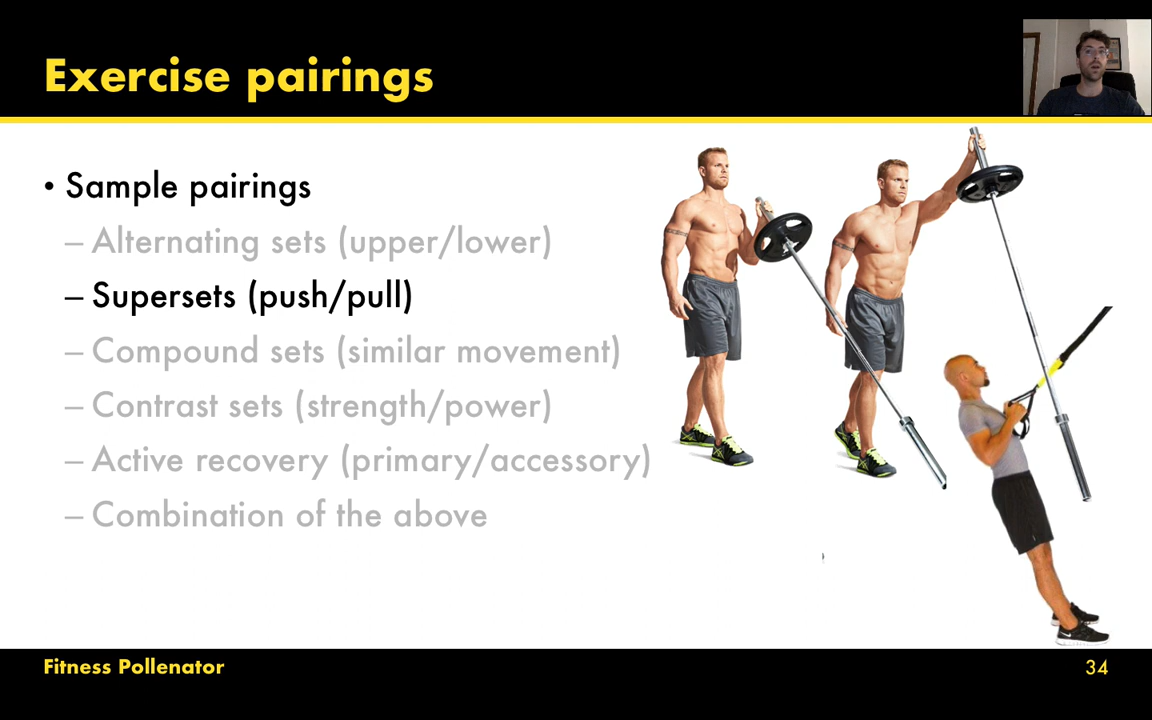 Exercise pairings
• Sample pairings
– Alternating sets (upper/lower)
– Supersets (push/pull)
– Compound sets (similar movement)
– Contrast sets (strength/power)
– Active recovery (primary/accessory)
– Combination of the above
Fitness Pollenator
34